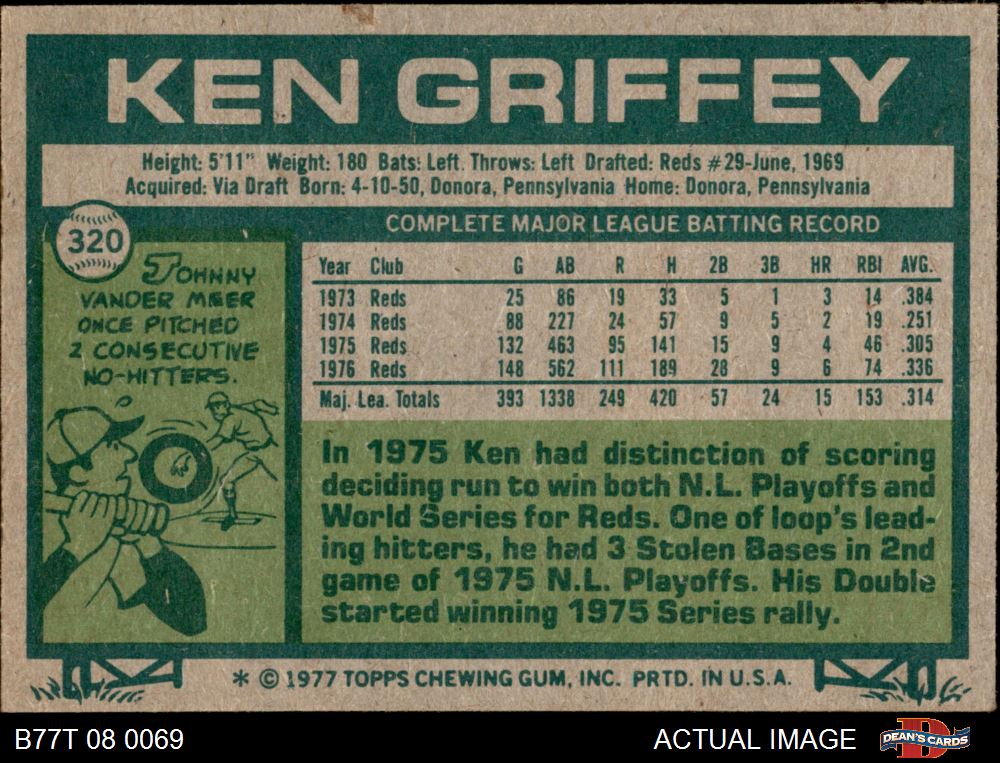 KEN GRIFFEY
Height: 5'11" Weight: 180 Bats: Left Throws: Left Drafted: Reds #29-June, 1969
Acquired: Via Draft Born: 4-10-50, Donora, Pennsylvania Home: Donora, Pennsylvania
320
JOHNNY
VANDER MEER
ONCE PITCHED
2 CONSECUTIVE
NO-HITTERS.
COMPLETE MAJOR LEAGUE BATTING RECORD
Year Club G AB R H 2B 3B HR RBI AVG.
1973 Reds 25 86 19 33 5 1 3 14 .384
1974 Reds 88 227 24 57 9 5 2 19 .251
1975 Reds 132 463 95 141 15 9 4 46 .305
1976 Reds 148 562 111 189 28 9 6 74 .336
Maj. Lea. Totals 393 1338 249 420 57 24 15 153 .314
In 1975 Ken had distinction of scoring
deciding run to win both N.L. Playoffs and
World Series for Reds. One of loop's lead-
ing hitters, he had 3 Stolen Bases in 2nd
game of 1975 N.L. Playoffs. His Double
started winning 1975 Series rally.
* © 1977 TOPPS CHEWING GUM, INC. PRTD. IN U.S.A.
B77T 08 0069
ACTUAL IMAGE
D
DEAN'S CARDS